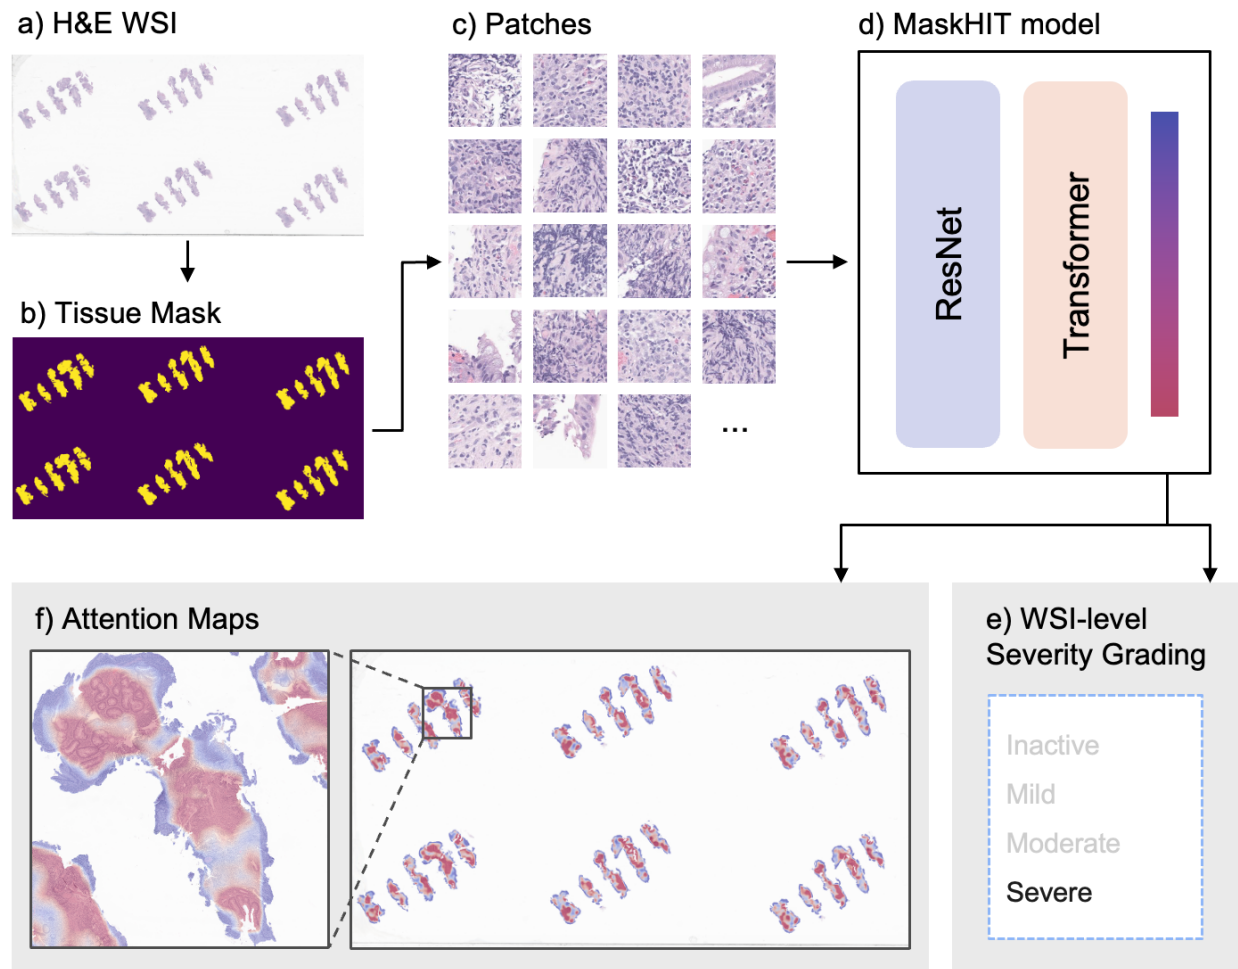 a) H&E WSI
b) Tissue Mask
c) Patches
...
d) MaskHIT model
ResNet
Transformer
f) Attention Maps
e) WSI-level
Severity Grading
Inactive
Mild
Moderate
Severe